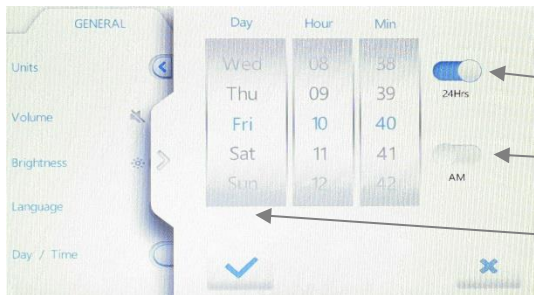 GENERAL
Units
Volume
Brightness
Language
Day / Time
Day Hour Min
Wed 08 38
Thu 09 39
Fri 10 40
Sat 11 41
Sun 12 42
24Hrs
AM